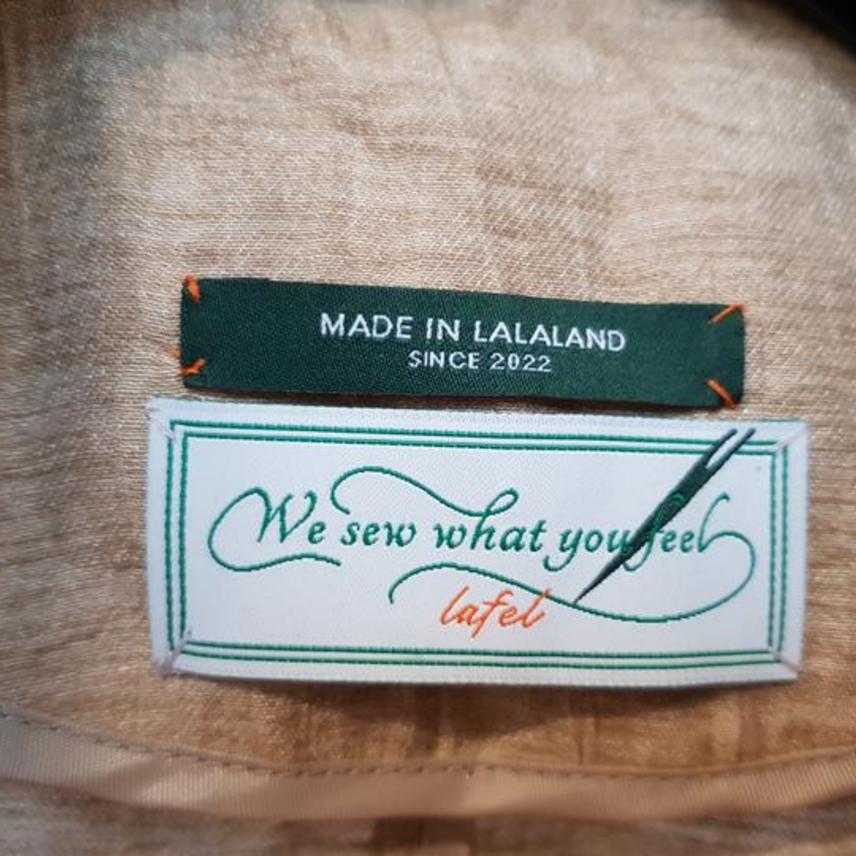 MADE IN LALALAND
SINCE 2022
We sew what you feel
lafel